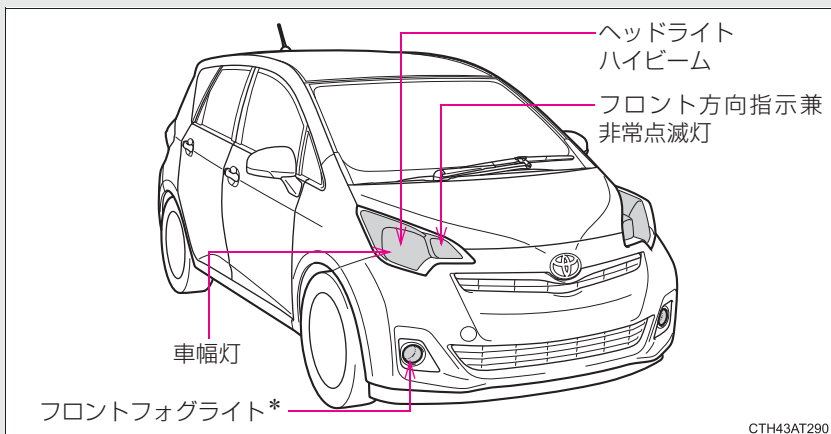 ヘッドライト
ハイビーム
フロント方向指示兼
非常点滅灯
車幅灯
フロントフォグライト*
CTH43AT290